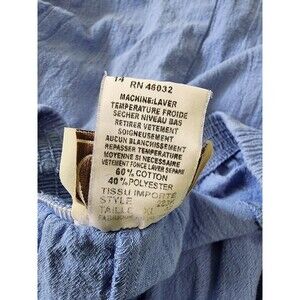 14 RN 46032
MACHINE:LAVER
TEMPERATURE FROIDE
SECHER NIVEAU BAS
RETIRER VETEMENT
SOIGNEUSEMENT
AUCUN BLANCHISSEMENT
REPASSER TEMPERATURE
MOYENNE SI NECESSAIRE
VETEMENT FONCE LAVER SEPARE
60% COTTON
40% POLYESTER
TISSU IMPORTE
STYLE
TAILLE